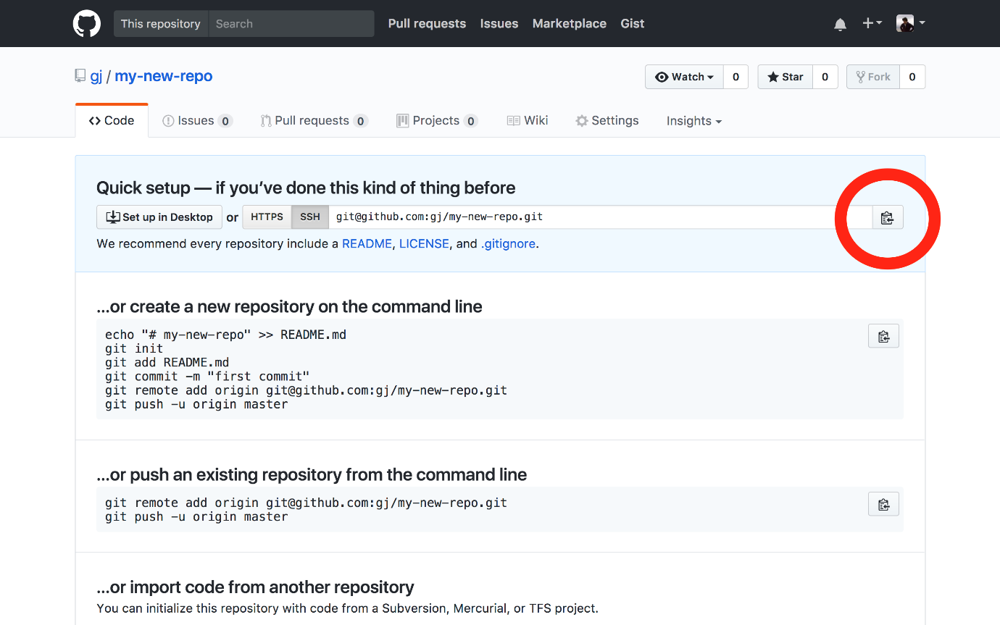 This repository Search Pull requests Issues Marketplace Gist
gj / my-new-repo Watch 0 Star 0 Fork 0
Code Issues 0 Pull requests 0 Projects 0 Wiki Settings Insights
Quick setup — if you’ve done this kind of thing before
Set up in Desktop or HTTPS SSH git@github.com:gj/my-new-repo.git
We recommend every repository include a README, LICENSE, and .gitignore.
…or create a new repository on the command line
echo "# my-new-repo" >> README.md
git init
git add README.md
git commit -m "first commit"
git remote add origin git@github.com:gj/my-new-repo.git
git push -u origin master
…or push an existing repository from the command line
git remote add origin git@github.com:gj/my-new-repo.git
git push -u origin master
…or import code from another repository
You can initialize this repository with code from a Subversion, Mercurial, or TFS project.